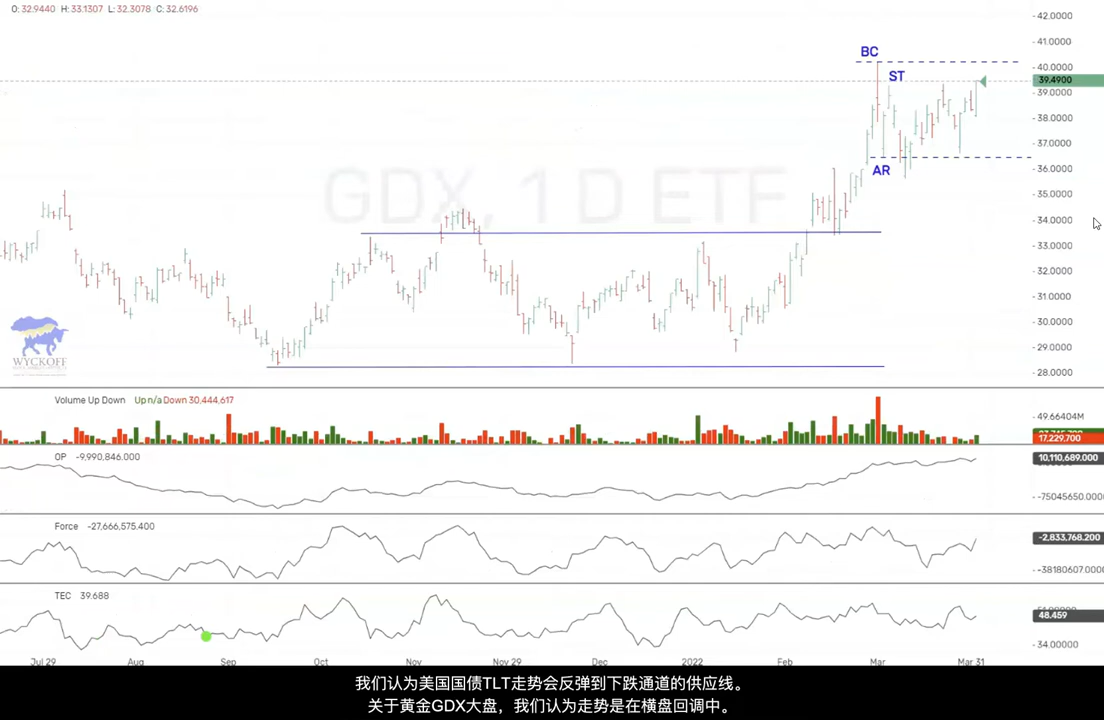 O: 32.9440 H: 33.1307 L: 32.3078 C: 32.6196
42.0000
41.0000
BC
40.0000
ST
39.4900
39.0000
38.0000
37.0000
AR
36.0000
GDX, 1D ETF
35.0000
34.0000
33.0000
32.0000
31.0000
30.0000
WYCKOFF
29.0000
28.0000
Volume Up Down Up n/a Down 30,444.617
49.66404M
17,229.700
OP -9,990,846.000
10,110,689.000
-75045650.000
Force -27,666,575.400
-2,833,768.200
-38180607.000
TEC 39.688
48.459
34.0000
Jul 29 Aug Sep Oct Nov Nov 29 Dec 2022 Feb Mar Mar 31
我们认为美国国债TLT走势会反弹到下跌通道的供应线。
关于黄金GDX大盘，我们认为走势是在横盘回调中。